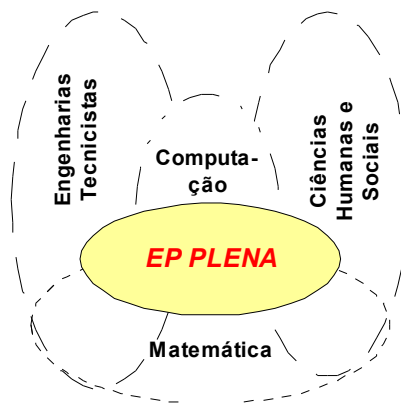 Engenharias
Tecnicistas
Computa-
ção
Ciências
Humanas e
Sociais
EP PLENA
Matemática